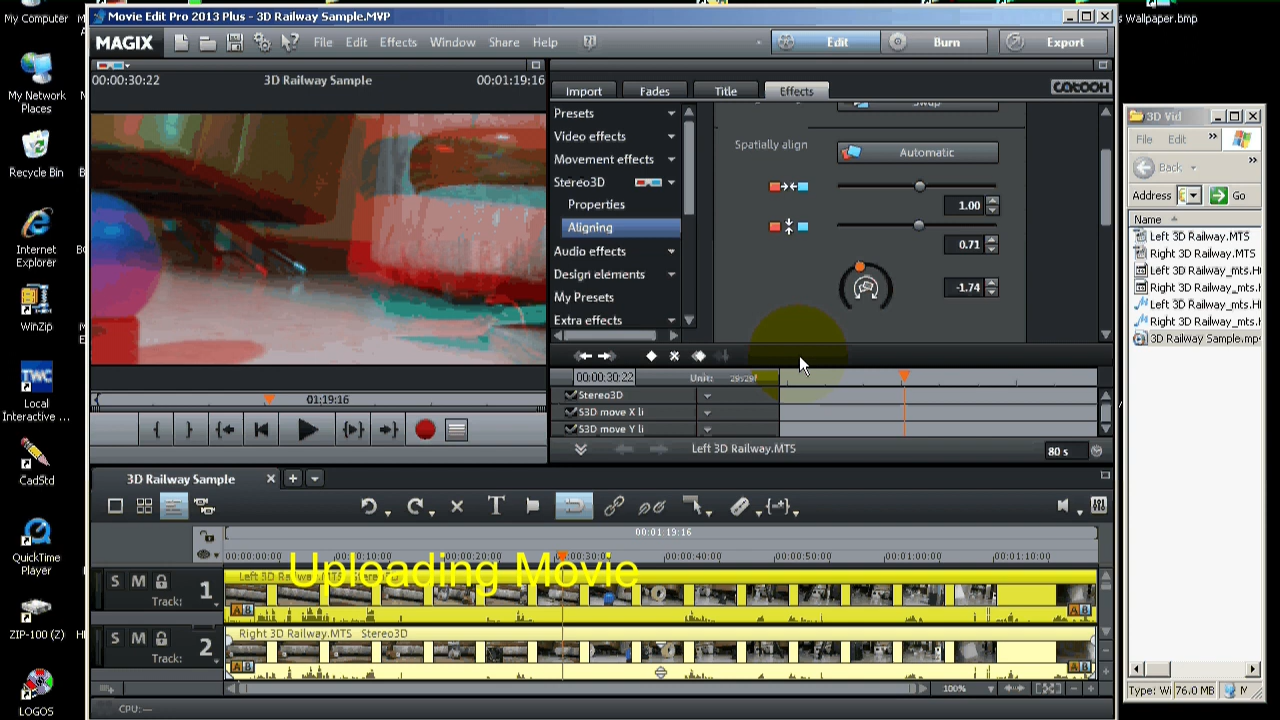 My Computer
My Network
Places
Recycle Bin
Internet
Explorer
WinZip
Local
Interactive ...
CadStd
QuickTime
Player
ZIP-100 (Z)
LOGOS
Movie Edit Pro 2013 Plus - 3D Railway Sample.MVP
MAGIX
File Edit Effects Window Share Help
Edit
Burn
Export
00:00:30:22
3D Railway Sample
00:01:19:16
Import
Fades
Title
Effects
Presets
Video effects
Movement effects
Stereo3D
Properties
Aligning
Audio effects
Design elements
My Presets
Extra effects
Swap
Spatially align
Automatic
1.00
0.71
-1.74
00:00:30:22
Unit:
Stereo3D
S3D move X li
S3D move Y li
Left 3D Railway.MTS
80 s
01:19:16
3D Railway Sample
00:01:19:16
00:00:00:00
00:00:10:00
00:00:20:00
00:00:30:00
00:00:40:00
00:00:50:00
00:01:00:00
00:01:10:00
Uploading Movie
S M
Track:
1
Left 3D Railway.MTS Stereo3D
A B
A B
S M
Track:
2
Right 3D Railway.MTS Stereo3D
A B
A B
100%
CPU: —
Wallpaper.bmp
3D Vid
File Edit
Back
Address
Go
Name
Left 3D Railway.MTS
Right 3D Railway.MTS
Left 3D Railway_mts.H
Right 3D Railway_mts.H
Left 3D Railway_mts.
Right 3D Railway_mts.
3D Railway Sample.mp
Type: Wi
76.0 MB
M